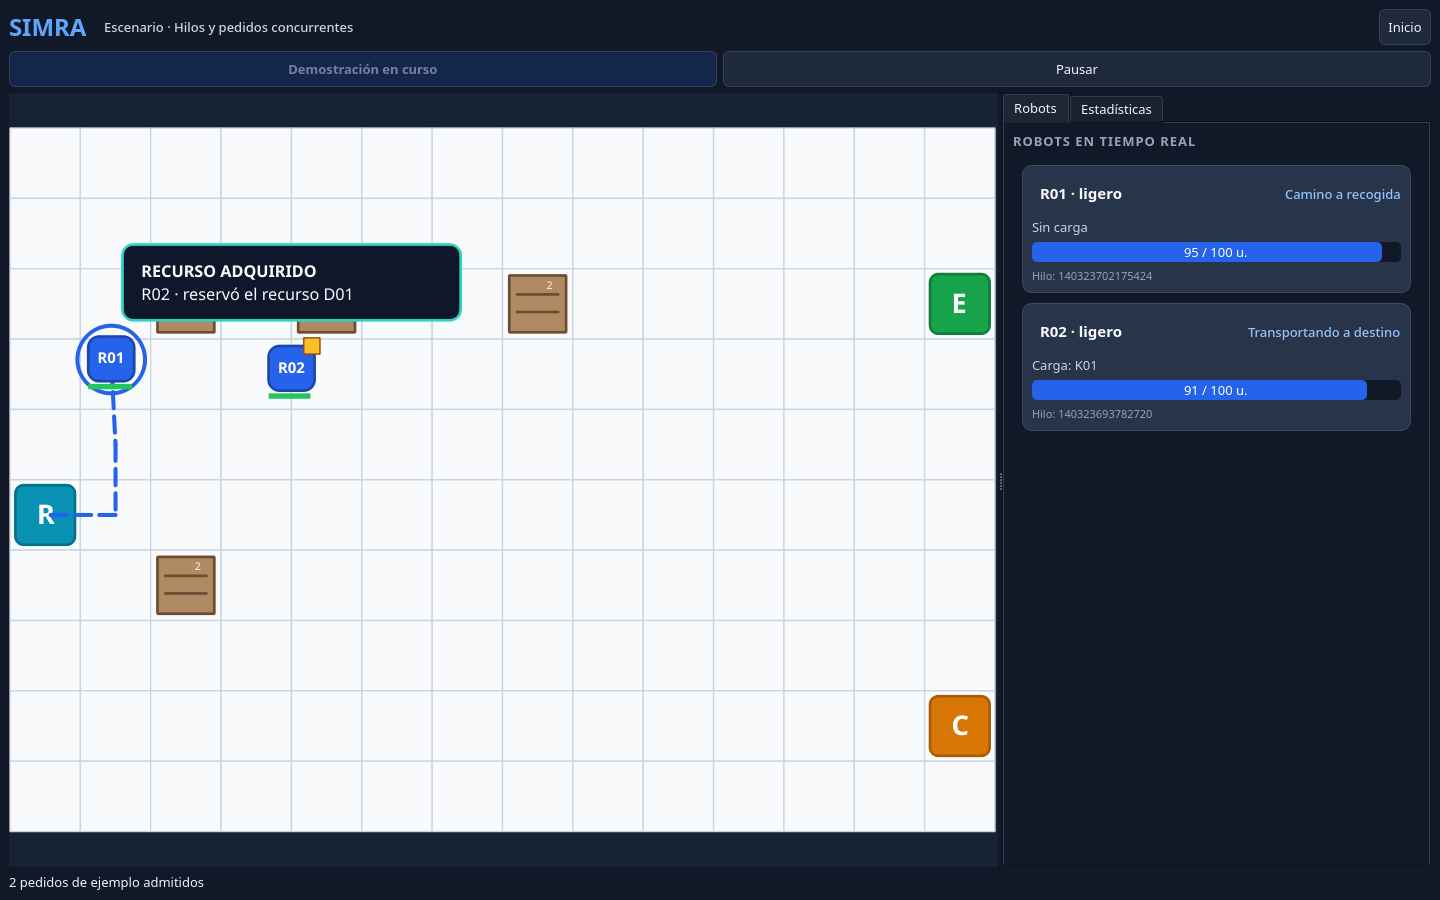 SIMRA
Escenario · Hilos y pedidos concurrentes
Inicio
Demostración en curso
Pausar
Robots
Estadísticas
ROBOTS EN TIEMPO REAL
R01 · ligero
Camino a recogida
Sin carga
95 / 100 u.
Hilo: 140323702175424
R02 · ligero
Transportando a destino
Carga: K01
91 / 100 u.
Hilo: 140323693782720
RECURSO ADQUIRIDO
R02 · reservó el recurso D01
2
E
R01
R02
R
2
C
2 pedidos de ejemplo admitidos